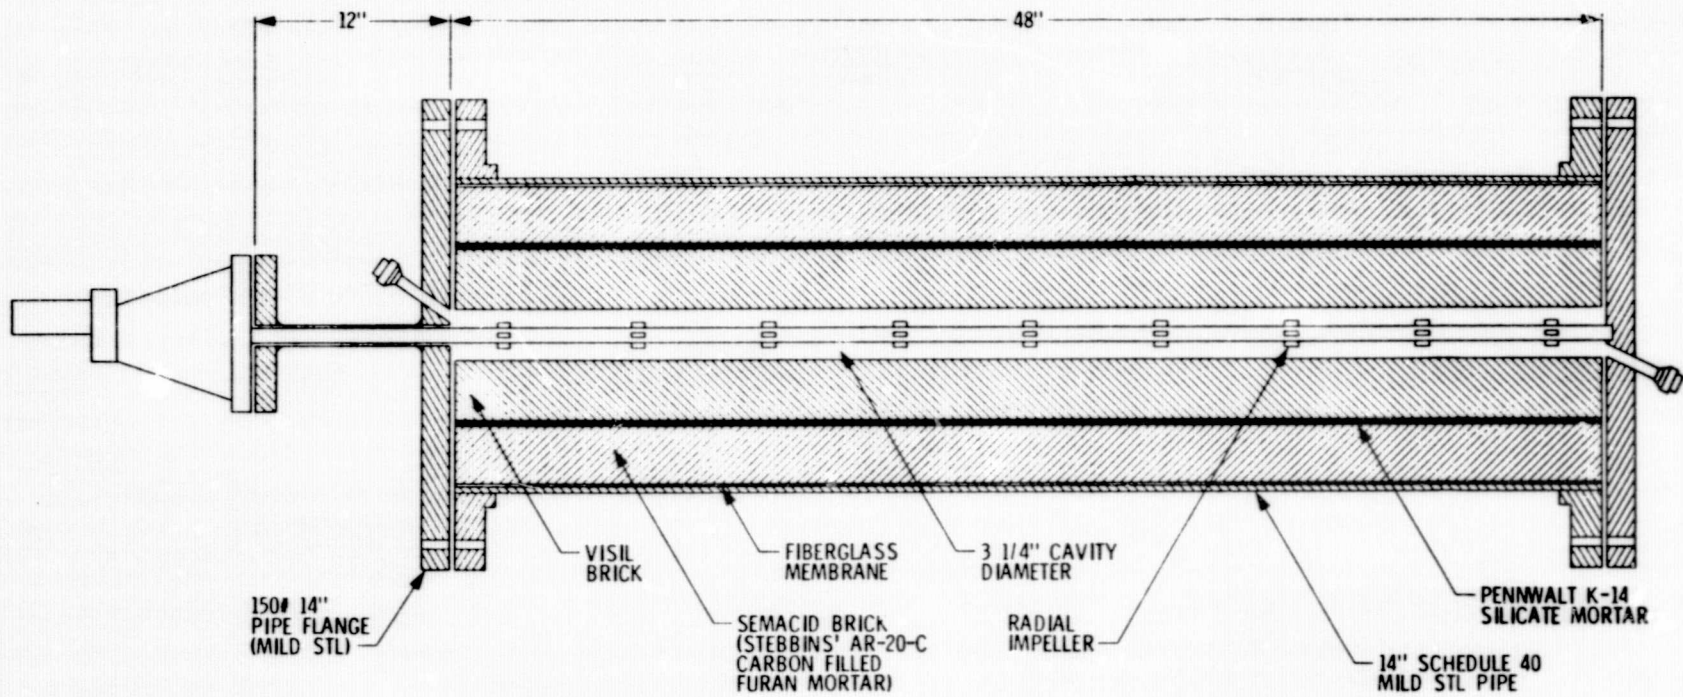 12"
48"
VISIL
BRICK
FIBERGLASS
MEMBRANE
3 1/4" CAVITY
DIAMETER
150# 14"
PIPE FLANGE
(MILD STL)
SEMACID BRICK
(STEBBINS' AR-20-C
CARBON FILLED
FURAN MORTAR)
RADIAL
IMPELLER
PENNWALT K-14
SILICATE MORTAR
14" SCHEDULE 40
MILD STL PIPE